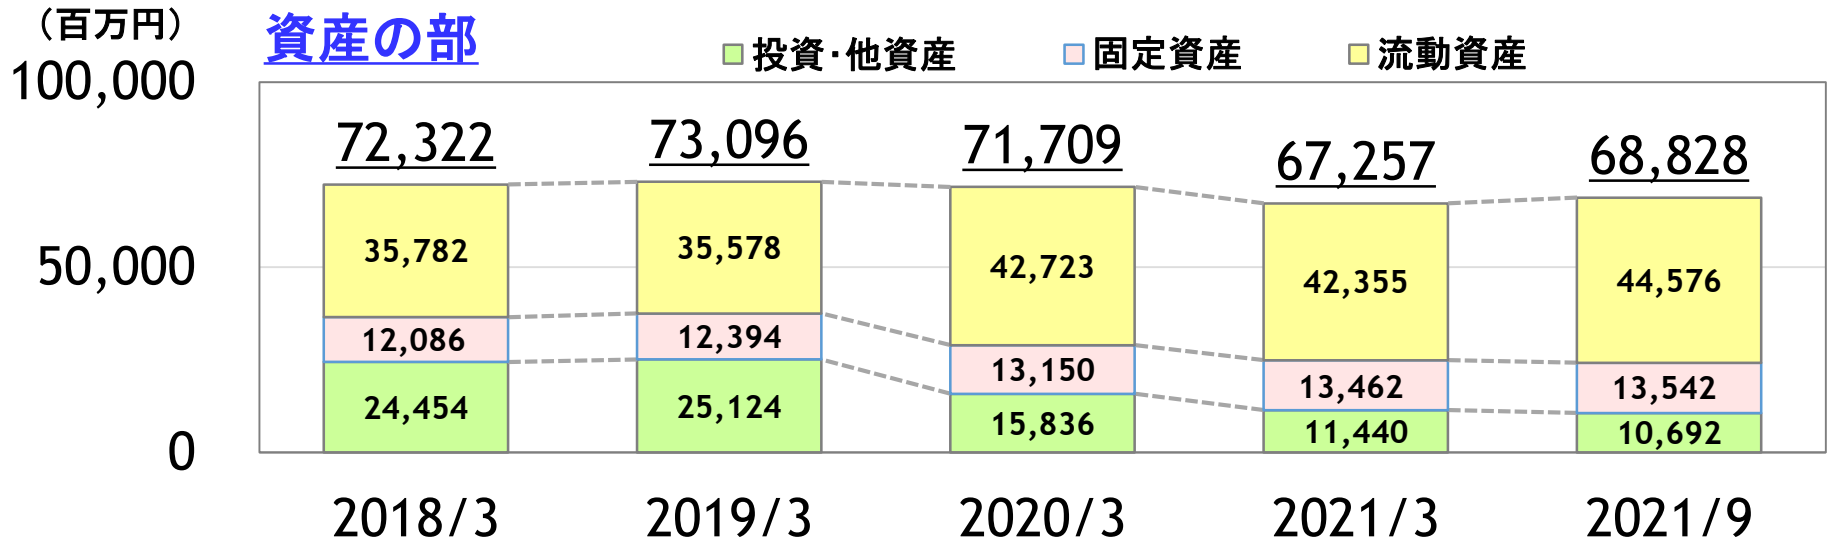 （百万円）
資産の部
投資・他資産 固定資産 流動資産
100,000
72,322 73,096 71,709 67,257 68,828
35,782 35,578 42,723 42,355 44,576
50,000
12,086 12,394 13,150 13,462 13,542
24,454 25,124 15,836 11,440 10,692
0
2018/3 2019/3 2020/3 2021/3 2021/9